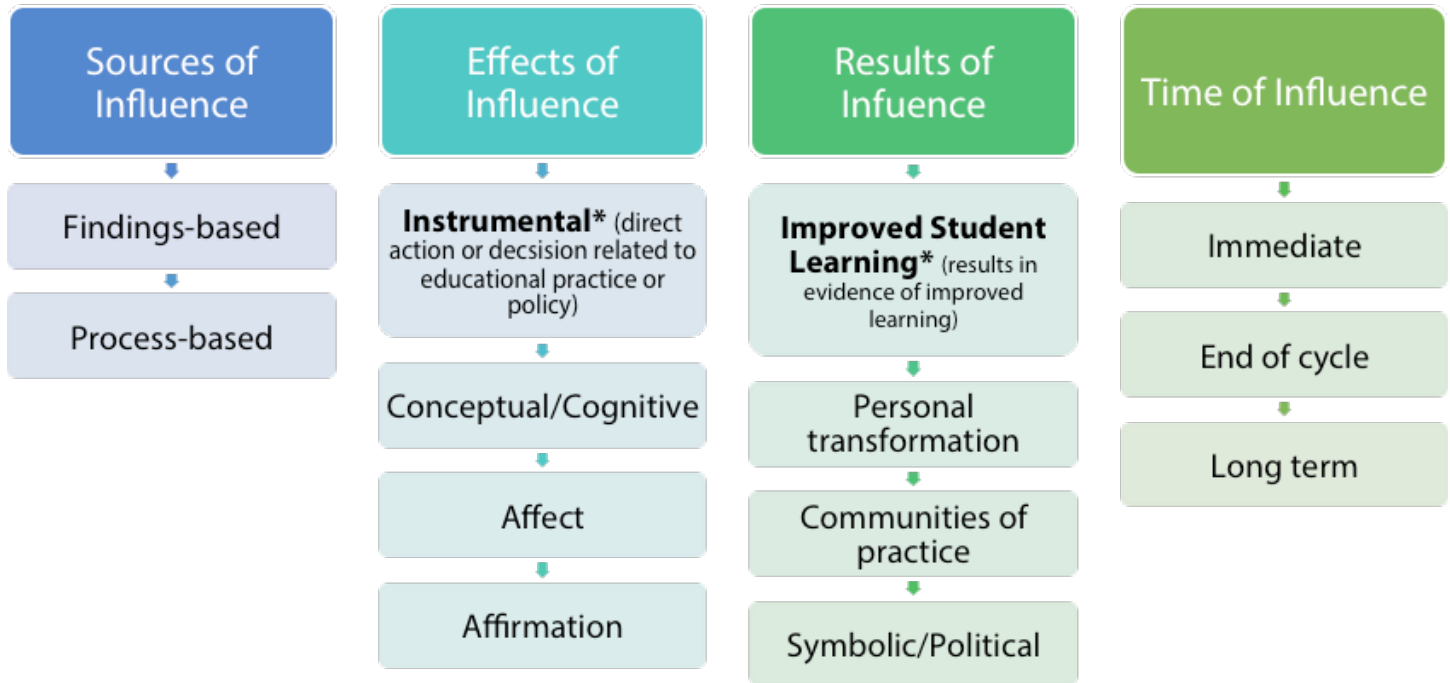 Sources of
Influence
Findings-based
Process-based
Effects of
Influence
Instrumental* (direct
action or decsision related to
educational practice or
policy)
Conceptual/Cognitive
Affect
Affirmation
Results of
Infuence
Improved Student
Learning* (results in
evidence of improved
learning)
Personal
transformation
Communities of
practice
Symbolic/Political
Time of Influence
Immediate
End of cycle
Long term